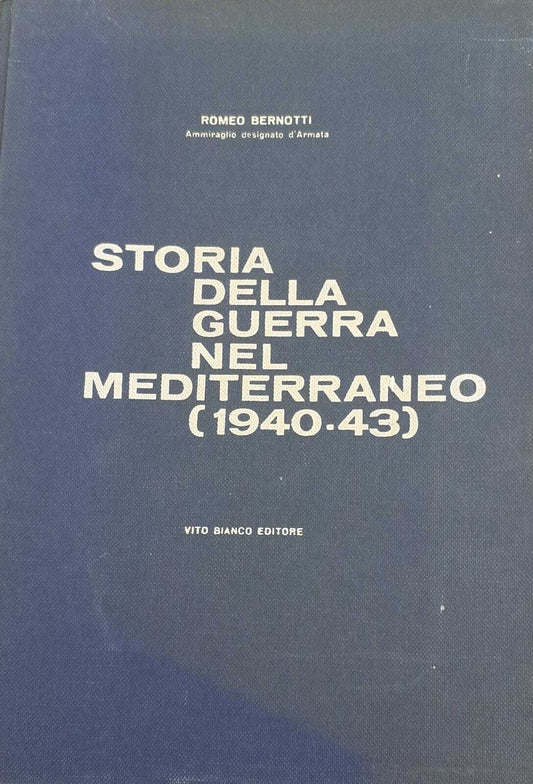 ROMEO BERNOTTI
Ammiraglio designato d'Armata
STORIA
DELLA
GUERRA
NEL
MEDITERRANEO
(1940-43)
VITO BIANCO EDITORE